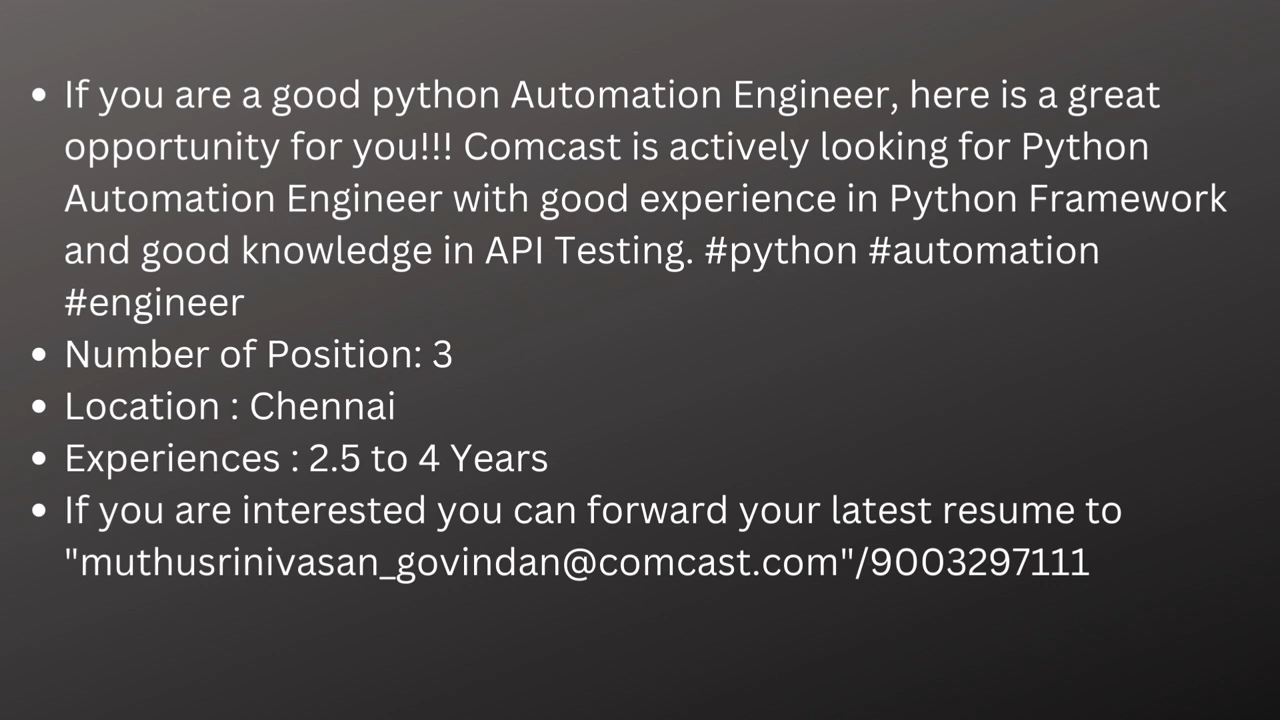 • If you are a good python Automation Engineer, here is a great
opportunity for you!!! Comcast is actively looking for Python
Automation Engineer with good experience in Python Framework
and good knowledge in API Testing. #python #automation
#engineer
• Number of Position: 3
• Location : Chennai
• Experiences : 2.5 to 4 Years
• If you are interested you can forward your latest resume to
"muthusrinivasan_govindan@comcast.com"/9003297111